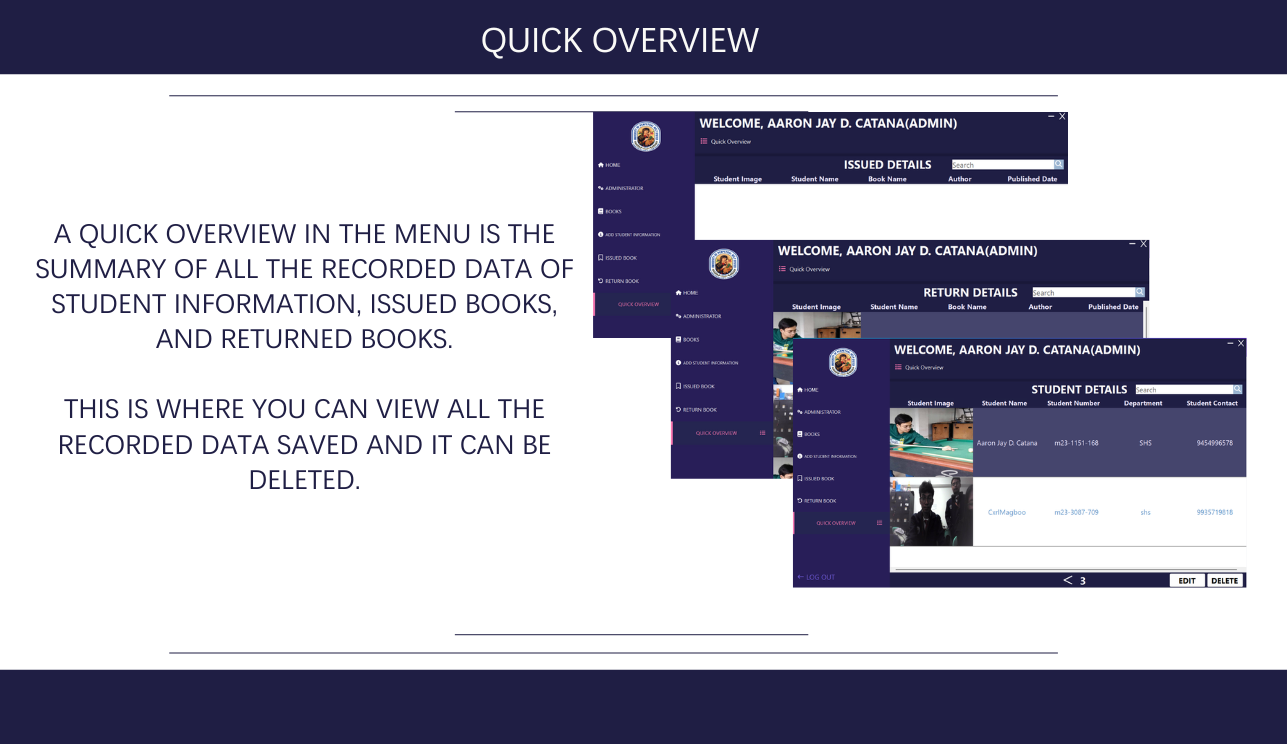 QUICK OVERVIEW
A QUICK OVERVIEW IN THE MENU IS THE
SUMMARY OF ALL THE RECORDED DATA OF
STUDENT INFORMATION, ISSUED BOOKS,
AND RETURNED BOOKS.
THIS IS WHERE YOU CAN VIEW ALL THE
RECORDED DATA SAVED AND IT CAN BE
DELETED.
WELCOME, AARON JAY D. CATANA(ADMIN)
– X
Quick Overview
ISSUED DETAILS
Search
Student Image Student Name Book Name Author Published Date
HOME
ADMINISTRATOR
BOOKS
ADD STUDENT INFORMATION
ISSUED BOOK
RETURN BOOK
QUICK OVERVIEW
WELCOME, AARON JAY D. CATANA(ADMIN)
– X
Quick Overview
RETURN DETAILS
Search
Student Image Student Name Book Name Author Published Date
HOME
ADMINISTRATOR
BOOKS
ADD STUDENT INFORMATION
ISSUED BOOK
RETURN BOOK
QUICK OVERVIEW
WELCOME, AARON JAY D. CATANA(ADMIN)
– X
Quick Overview
STUDENT DETAILS
Search
Student Image Student Name Student Number Department Student Contact
Aaron Jay D. Catana m23-1151-168 SHS 9454996578
CarlMagboo m23-3087-709 shs 9935719818
HOME
ADMINISTRATOR
BOOKS
ADD STUDENT INFORMATION
ISSUED BOOK
RETURN BOOK
QUICK OVERVIEW
LOG OUT
< 3
EDIT DELETE